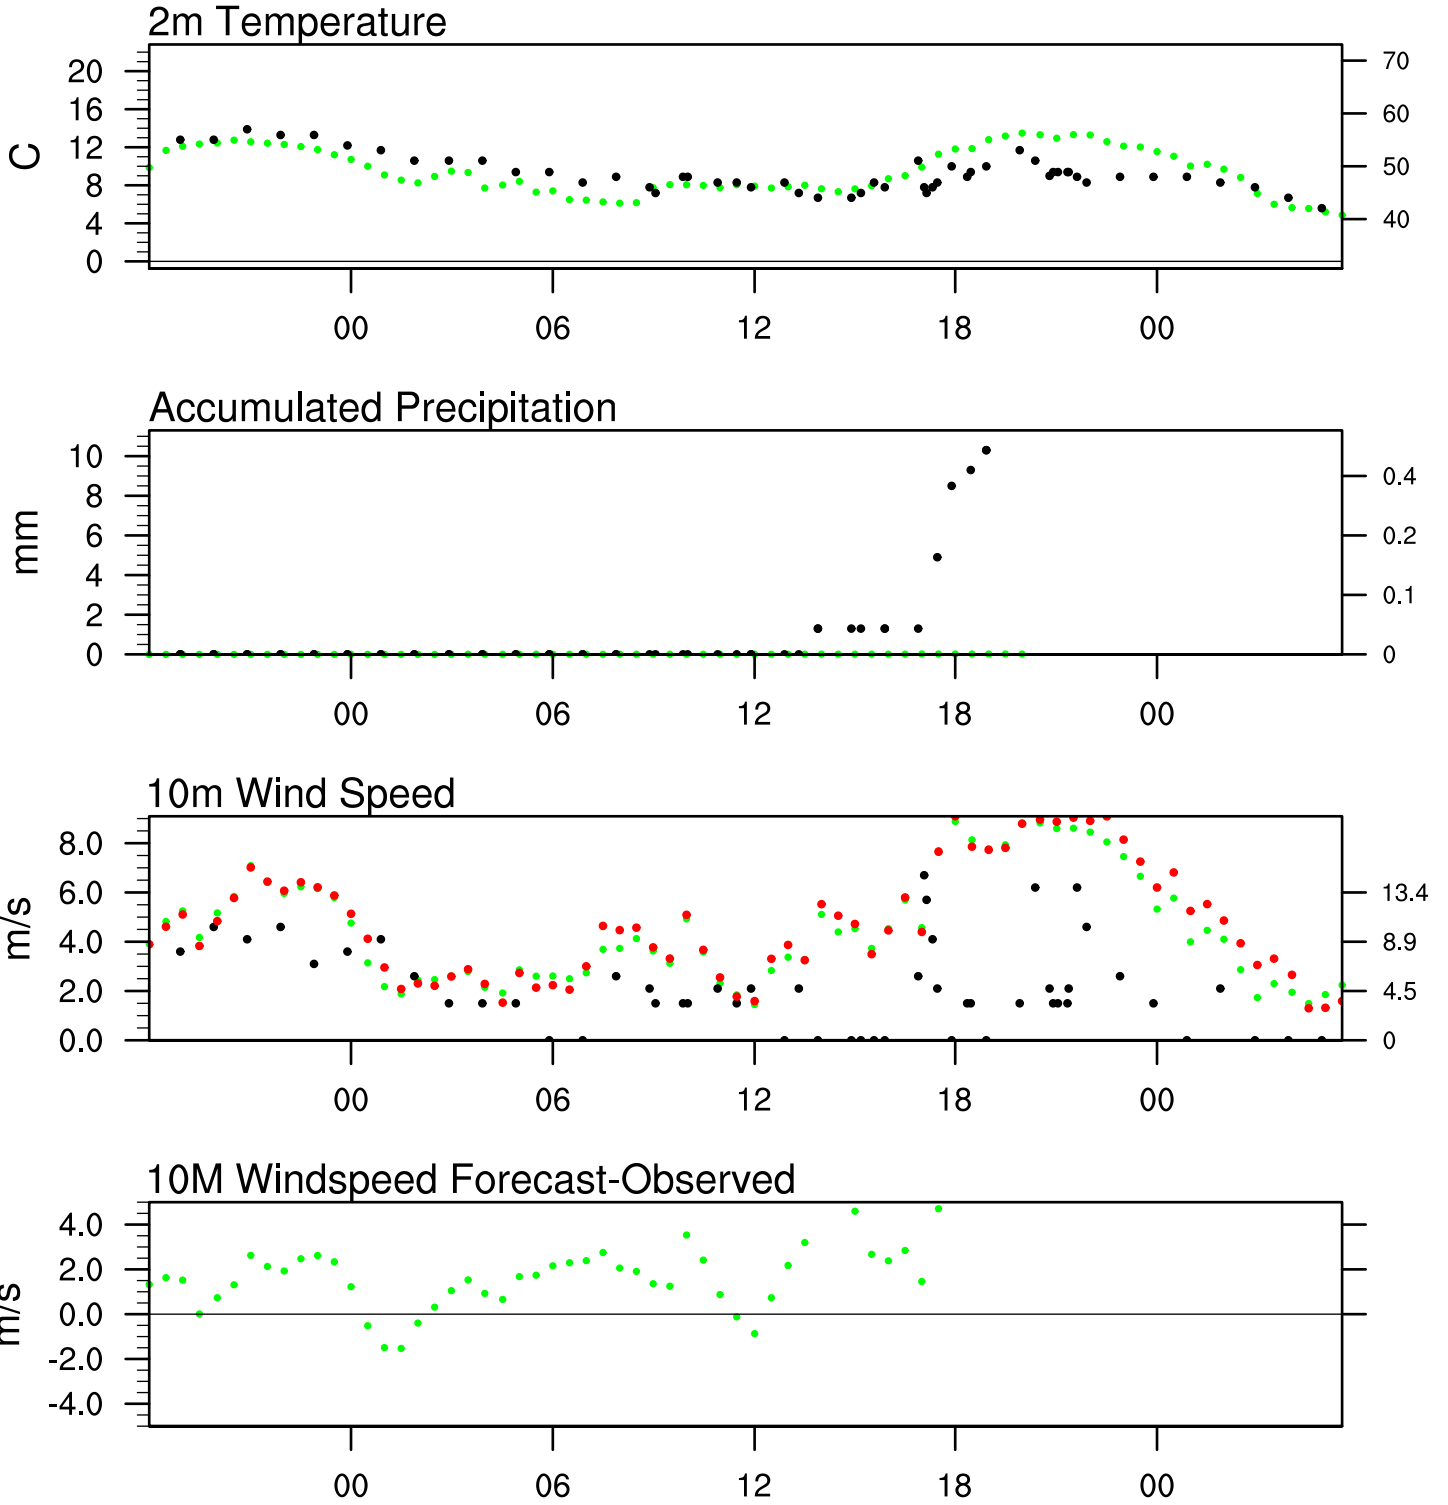 2m Temperature
C
20
16
12
8
4
0
70
60
50
40
00 06 12 18 00
Accumulated Precipitation
mm
10
8
6
4
2
0
0.4
0.2
0.1
0
00 06 12 18 00
10m Wind Speed
m/s
8.0
6.0
4.0
2.0
0.0
13.4
8.9
4.5
0
00 06 12 18 00
10M Windspeed Forecast-Observed
m/s
4.0
2.0
0.0
-2.0
-4.0
00 06 12 18 00